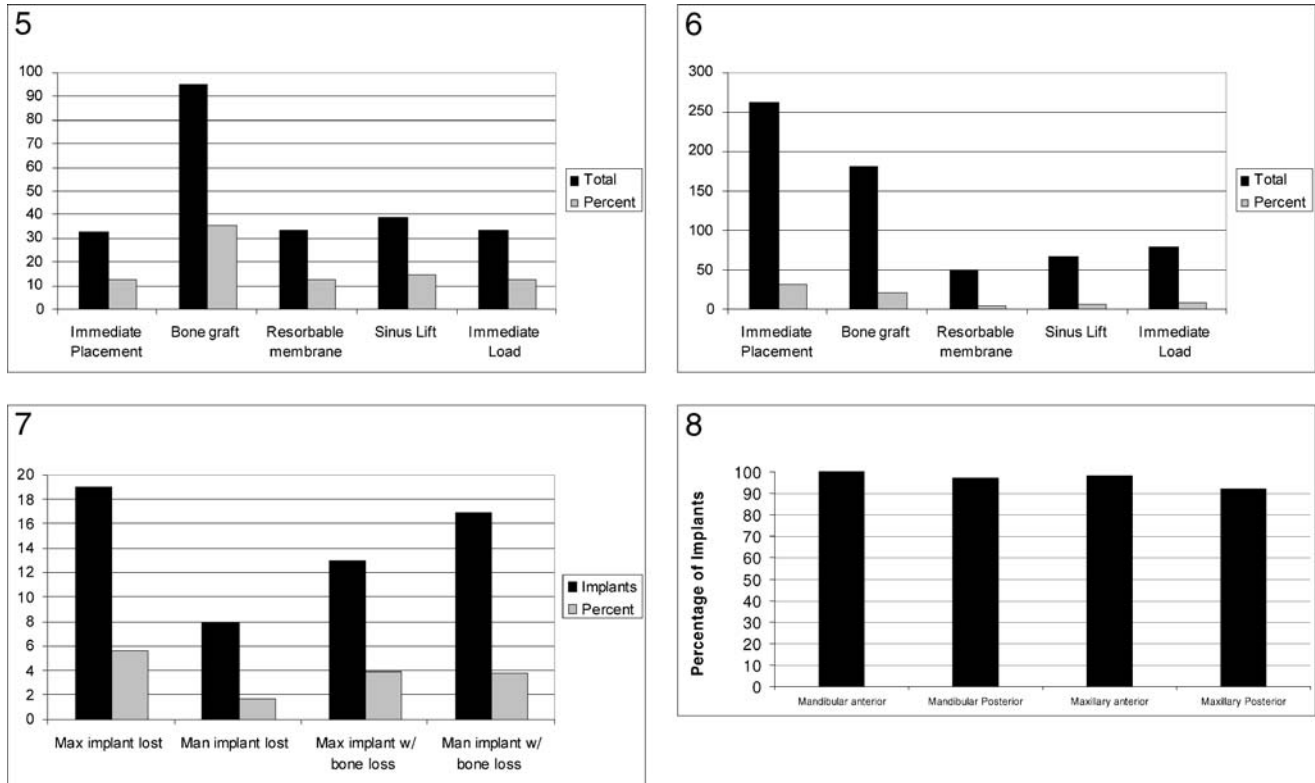 5
100
90
80
70
60
50
40
30
20
10
0
Immediate Placement
Bone graft
Resorbable membrane
Sinus Lift
Immediate Load
Total
Percent
6
300
250
200
150
100
50
0
Immediate Placement
Bone graft
Resorbable membrane
Sinus Lift
Immediate Load
Total
Percent
7
20
18
16
14
12
10
8
6
4
2
0
Max implant lost
Man implant lost
Max implant w/ bone loss
Man implant w/ bone loss
Implants
Percent
8
Percentage of Implants
100
90
80
70
60
50
40
30
20
10
0
Mandibular anterior
Mandibular Posterior
Maxillary anterior
Maxillary Posterior